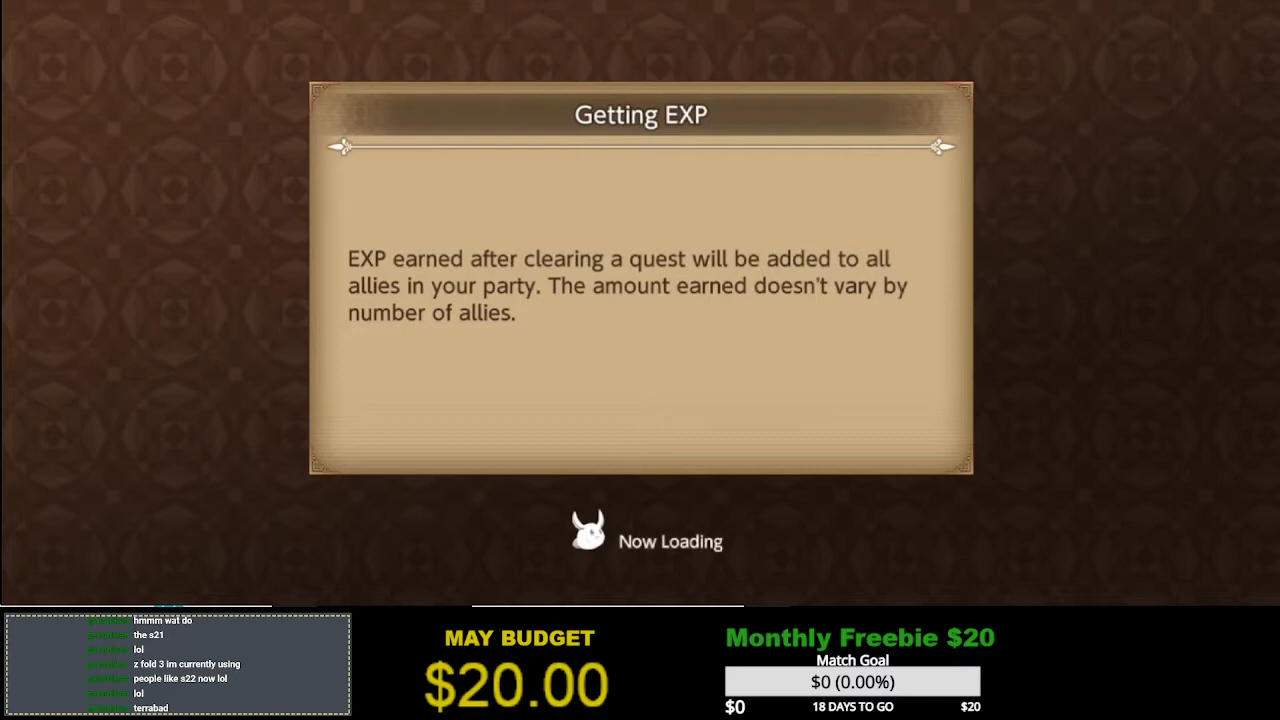 Getting EXP
EXP earned after clearing a quest will be added to all
allies in your party. The amount earned doesn't vary by
number of allies.
Now Loading
hmmm wat do
the s21
lol
z fold 3 im currently using
people like s22 now lol
lol
terrabad
MAY BUDGET
$20.00
Monthly Freebie $20
Match Goal
$0 (0.00%)
$0 18 DAYS TO GO $20